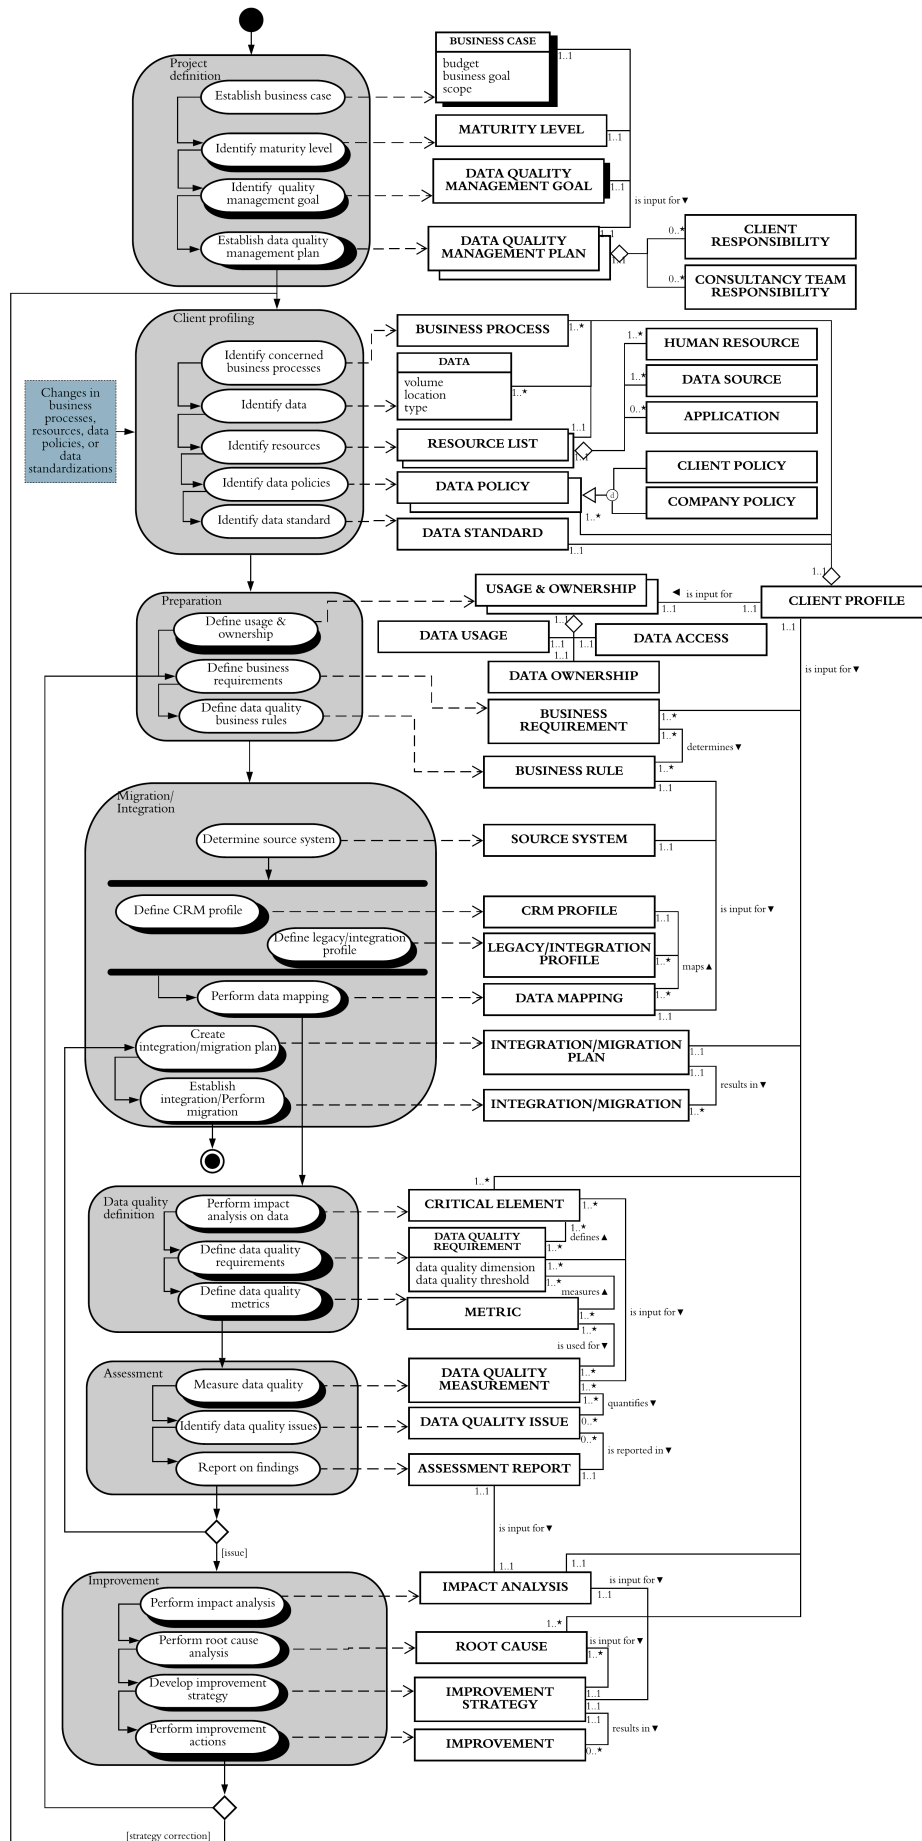 Project
definition
Establish business case
Identify maturity level
Identify quality
management goal
Establish data quality
management plan
BUSINESS CASE
budget
business goal
scope
1..1
MATURITY LEVEL
1..1
DATA QUALITY
MANAGEMENT GOAL
1..1
is input for▼
DATA QUALITY
MANAGEMENT PLAN
1..1
1..1
0..*
CLIENT
RESPONSIBILITY
0..*
CONSULTANCY TEAM
RESPONSIBILITY
Client profiling
Identify concerned
business processes
Identify data
Identify resources
Identify data policies
Identify data standard
Changes in
business
processes,
resources, data
policies, or
data
standardizations
BUSINESS PROCESS
1..*
DATA
volume
location
type
1..*
RESOURCE LIST
1..1
1..1
HUMAN RESOURCE
1..*
DATA SOURCE
1..*
APPLICATION
0..*
DATA POLICY
1..*
d
CLIENT POLICY
COMPANY POLICY
DATA STANDARD
1..1
1..1
CLIENT PROFILE
1..1
1..1
◄ is input for
1..1
is input for▼
Preparation
Define usage &
ownership
Define business
requirements
Define data quality
business rules
USAGE & OWNERSHIP
1..1
DATA USAGE
1..1
1..1
DATA ACCESS
1..1
DATA OWNERSHIP
BUSINESS
REQUIREMENT
1..*
1..*
determines▼
BUSINESS RULE
1..*
1..1
Migration/
Integration
Determine source system
SOURCE SYSTEM
1..1
Define CRM profile
CRM PROFILE
1..1
is input for▼
Define legacy/integration
profile
LEGACY/INTEGRATION
PROFILE
1..*
maps▲
Perform data mapping
DATA MAPPING
1..*
1..1
Create
integration/migration plan
INTEGRATION/MIGRATION
PLAN
1..1
1..1
results in▼
Establish
integration/Perform
migration
INTEGRATION/MIGRATION
1..*
Data quality
definition
Perform impact
analysis on data
Define data quality
requirements
Define data quality
metrics
1..*
CRITICAL ELEMENT
1..*
1..*
defines▲
DATA QUALITY
REQUIREMENT
data quality dimension
data quality threshold
1..*
1..*
1..*
measures▲
METRIC
1..*
1..*
is input for▼
is used for▼
Assessment
Measure data quality
Identify data quality issues
Report on findings
DATA QUALITY
MEASUREMENT
1..*
1..*
1..*
quantifies▼
DATA QUALITY ISSUE
0..*
0..*
is reported in▼
ASSESSMENT REPORT
1..1
1..1
is input for▼
[issue]
1..1
1..1
Improvement
Perform impact analysis
Perform root cause
analysis
Develop improvement
strategy
Perform improvement
actions
IMPACT ANALYSIS
is input for▼
1..1
1..*
ROOT CAUSE
is input for▼
1..*
IMPROVEMENT
STRATEGY
1..1
1..1
1..1
results in▼
IMPROVEMENT
0..*
[strategy correction]